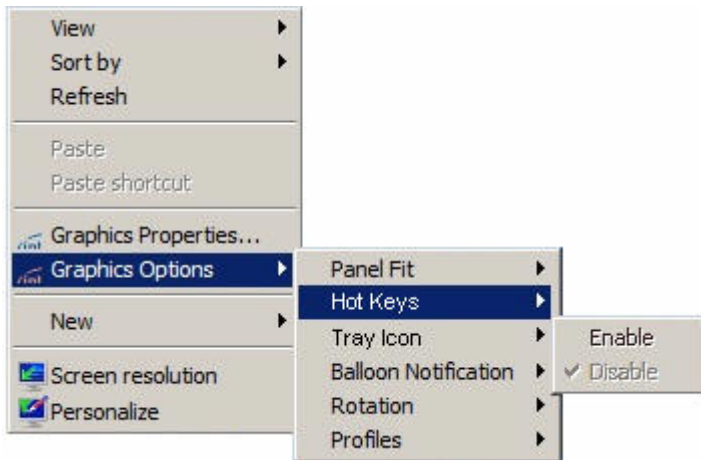 View
Sort by
Refresh
Paste
Paste shortcut
Graphics Properties...
Graphics Options
New
Screen resolution
Personalize
Panel Fit
Hot Keys
Tray Icon
Balloon Notification
Rotation
Profiles
Enable
Disable